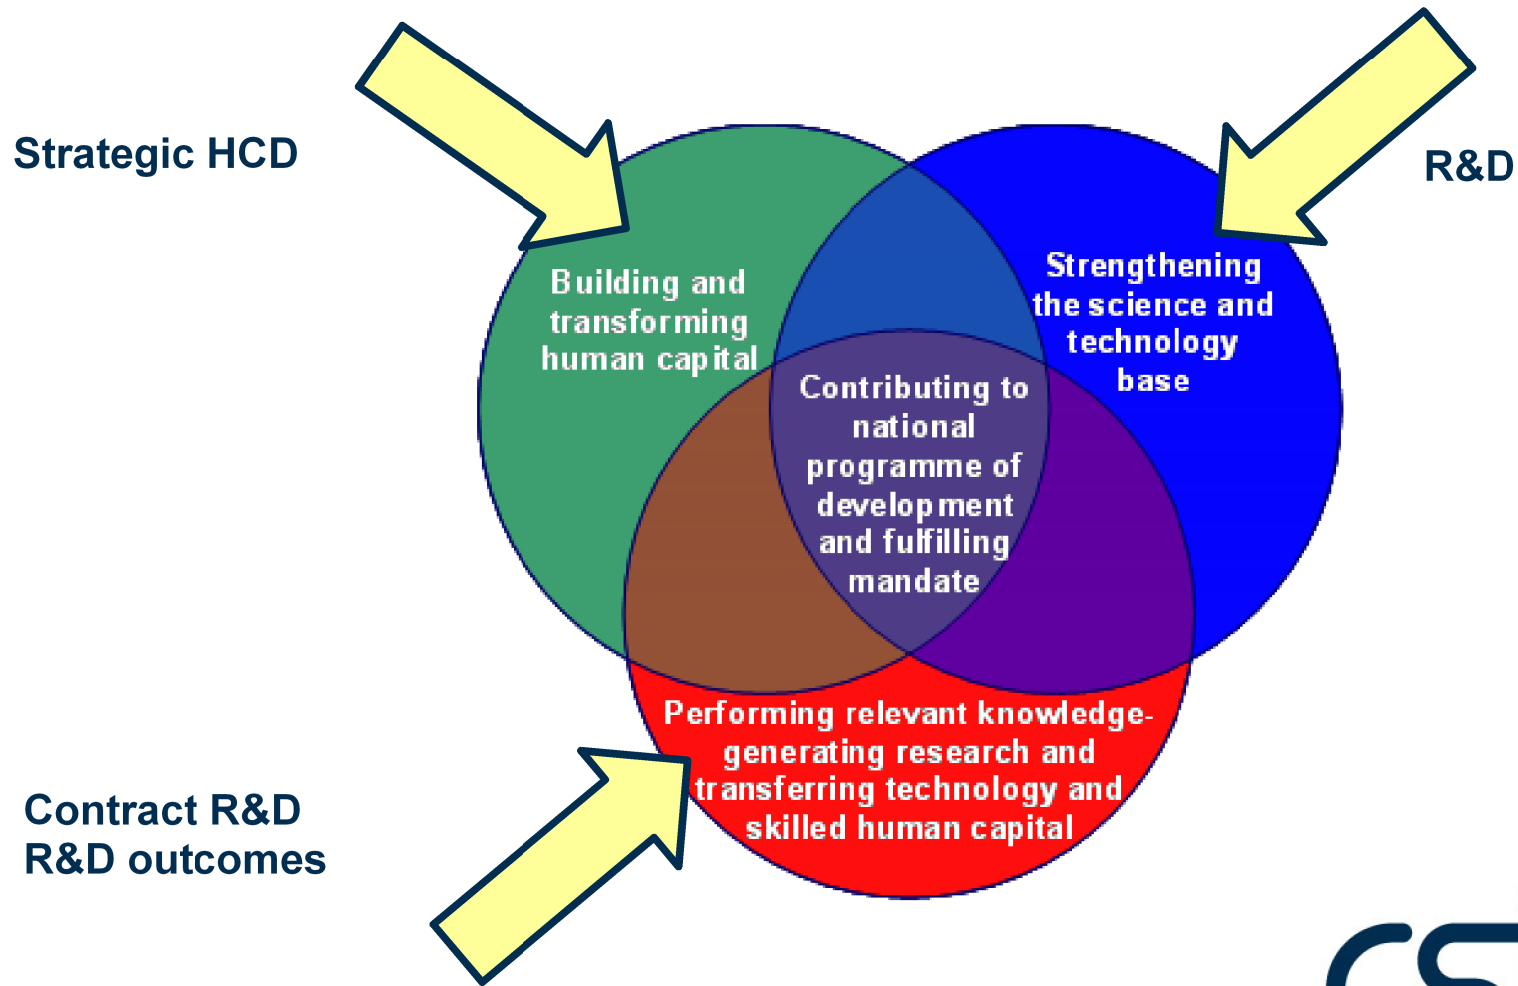 Strategic HCD
R&D
Building and
transforming
human capital
Strengthening
the science and
technology
base
Contributing to
national
programme of
development
and fulfilling
mandate
Performing relevant knowledge-
generating research and
transferring technology and
skilled human capital
Contract R&D
R&D outcomes